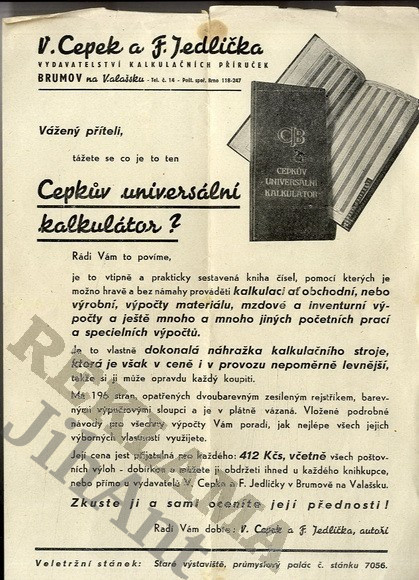 V. Cepek a F. Jedlička
VYDAVATELSTVÍ KALKULAČNÍCH PŘÍRUČEK
BRUMOV na Valašsku - Tel. č. 14 - Pošt. spoř. Brno 118-247
Vážený příteli,
tážete se co je to ten
Cepkův universální
kalkulátor?
CJB
CEPKŮV
UNIVERSÁLNÍ
KALKULÁTOR
Rádi Vám to povíme,
je to vtipně a prakticky sestavená kniha čísel, pomocí kterých je
možno hravě a bez námahy prováděti kalkulaci ať obchodní, nebo
výrobní, výpočty materiálu, mzdové a inventurní vý-
počty a ještě mnoho a mnoho jiných početních prací
a specielních výpočtů.
Je to vlastně dokonalá náhražka kalkulačního stroje,
která je však v ceně i v provozu nepoměrně levnější,
takže si ji může opravdu každý koupiti.
Má 196 stran, opatřených dvoubarevným zesíleným rejstříkem, barev-
nými výpočtovými sloupci a je v plátně vázaná. Vložené podrobné
návody pro všechny výpočty Vám poradí, jak nejlépe všech jejích
výborných vlastností využijete.
Její cena jest přijatelná pro každého: 412 Kčs, včetně všech poštov-
ních výloh - dobírkou a můžete ji obdržeti ihned u každého knihkupce,
nebo přímo u vydavatelů V. Cepka a F. Jedličky v Brumově na Valašsku.
Zkuste ji a sami oceníte její přednosti!
Radí Vám dobře: V. Cepek a F. Jedlička, autoři
Veletržní stánek: Staré výstaviště, průmyslový palác č. stánku 7056.